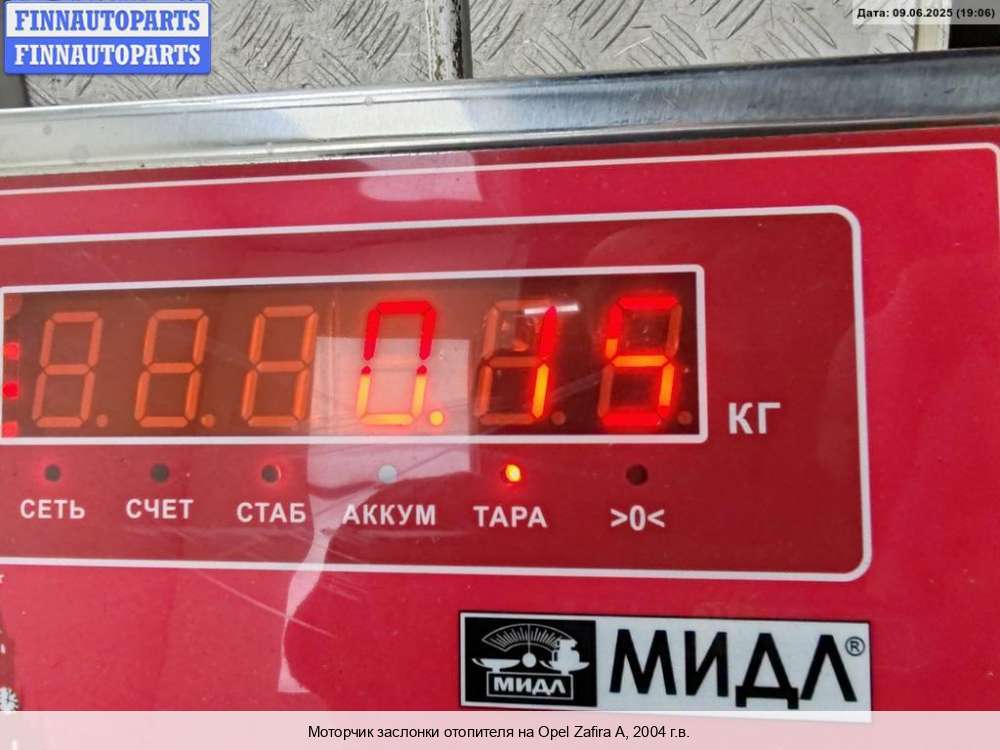 FINNAUTOPARTS
FINNAUTOPARTS
Дата: 09.06.2025 (19:06)
0.15
КГ
СЕТЬ СЧЕТ СТАБ АККУМ ТАРА >0<
МИДЛ
МИДЛ®
Моторчик заслонки отопителя на Opel Zafira A, 2004 г.в.